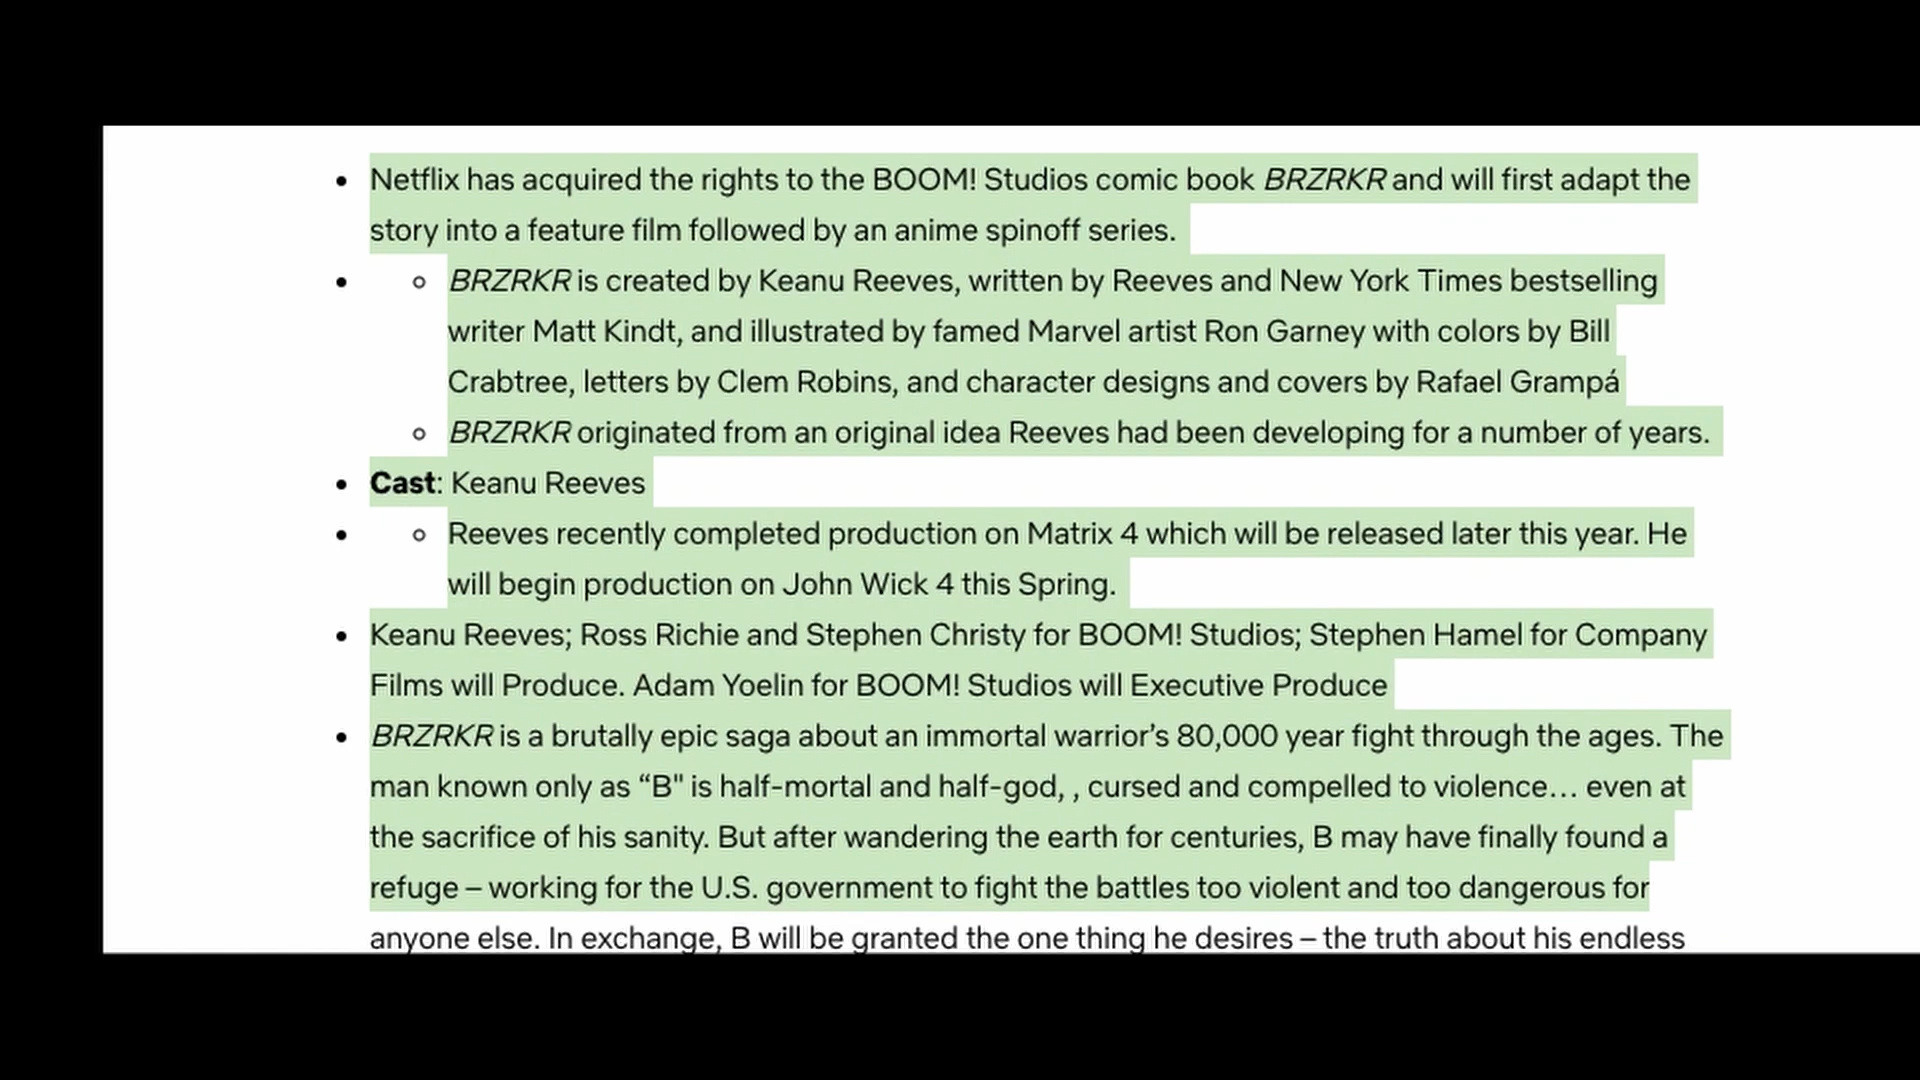 Netflix has acquired the rights to the BOOM! Studios comic book BRZRKR and will first adapt the
story into a feature film followed by an anime spinoff series.
BRZRKR is created by Keanu Reeves, written by Reeves and New York Times bestselling
writer Matt Kindt, and illustrated by famed Marvel artist Ron Garney with colors by Bill
Crabtree, letters by Clem Robins, and character designs and covers by Rafael Grampá
BRZRKR originated from an original idea Reeves had been developing for a number of years.
Cast: Keanu Reeves
Reeves recently completed production on Matrix 4 which will be released later this year. He
will begin production on John Wick 4 this Spring.
Keanu Reeves; Ross Richie and Stephen Christy for BOOM! Studios; Stephen Hamel for Company
Films will Produce. Adam Yoelin for BOOM! Studios will Executive Produce
BRZRKR is a brutally epic saga about an immortal warrior’s 80,000 year fight through the ages. The
man known only as “B" is half-mortal and half-god, , cursed and compelled to violence… even at
the sacrifice of his sanity. But after wandering the earth for centuries, B may have finally found a
refuge – working for the U.S. government to fight the battles too violent and too dangerous for
anyone else. In exchange, B will be granted the one thing he desires – the truth about his endless